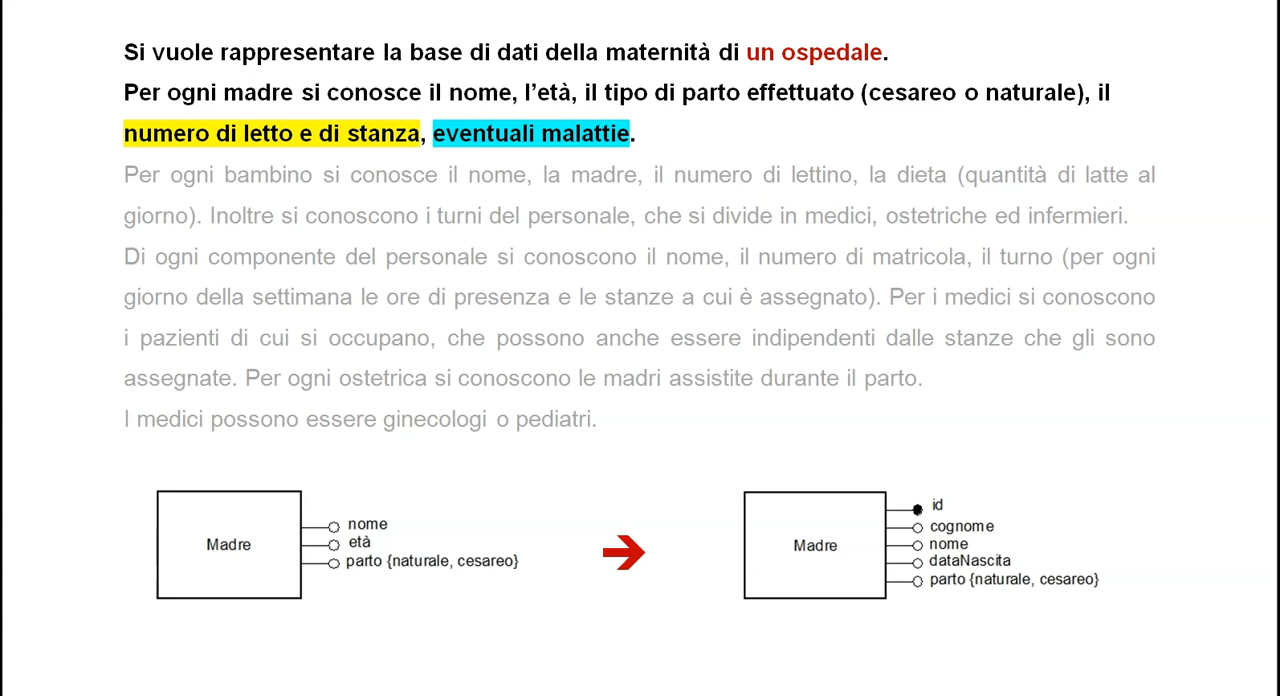 Si vuole rappresentare la base di dati della maternità di un ospedale.
Per ogni madre si conosce il nome, l'età, il tipo di parto effettuato (cesareo o naturale), il
numero di letto e di stanza, eventuali malattie.
Per ogni bambino si conosce il nome, la madre, il numero di lettino, la dieta (quantità di latte al
giorno). Inoltre si conoscono i turni del personale, che si divide in medici, ostetriche ed infermieri.
Di ogni componente del personale si conoscono il nome, il numero di matricola, il turno (per ogni
giorno della settimana le ore di presenza e le stanze a cui è assegnato). Per i medici si conoscono
i pazienti di cui si occupano, che possono anche essere indipendenti dalle stanze che gli sono
assegnate. Per ogni ostetrica si conoscono le madri assistite durante il parto.
I medici possono essere ginecologi o pediatri.
Madre
nome
età
parto {naturale, cesareo}
Madre
id
cognome
nome
dataNascita
parto {naturale, cesareo}